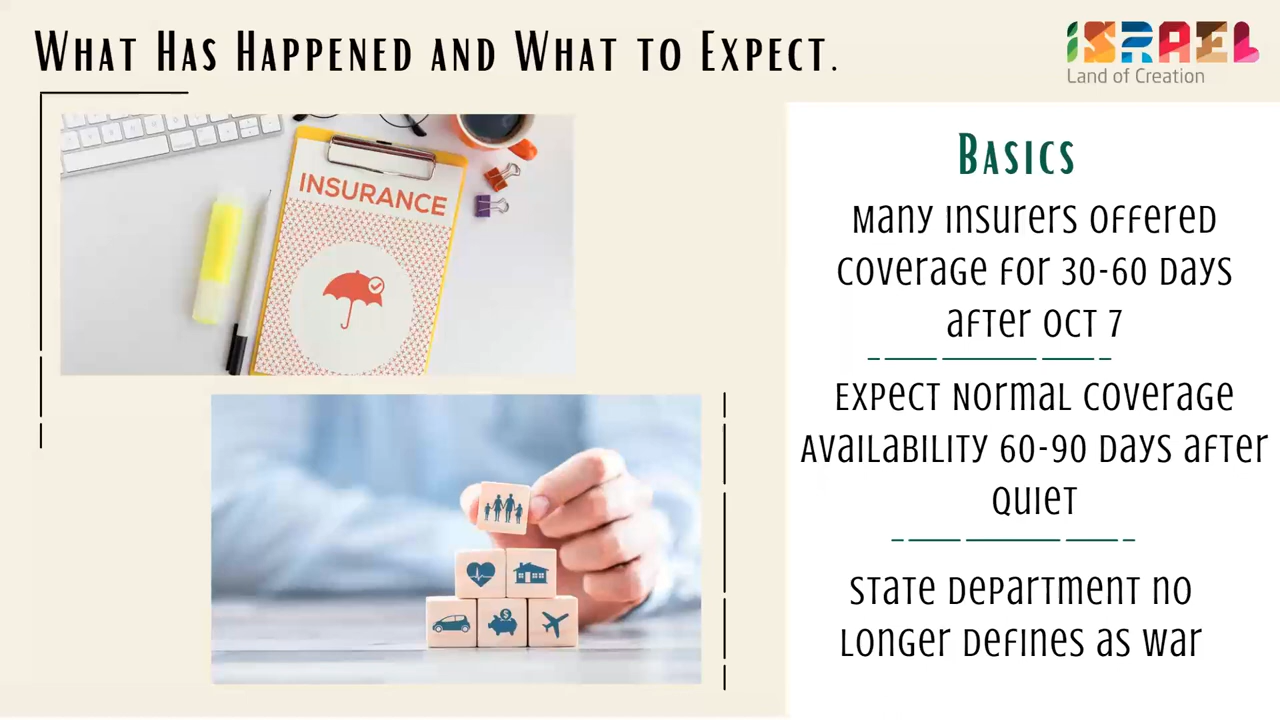 What Has Happened and What to Expect.
ISRAEL
Land of Creation
INSURANCE
Basics
Many insurers offered
coverage for 30-60 days
after Oct 7
Expect normal coverage
availability 60-90 days after
quiet
State Department no
longer defines as war